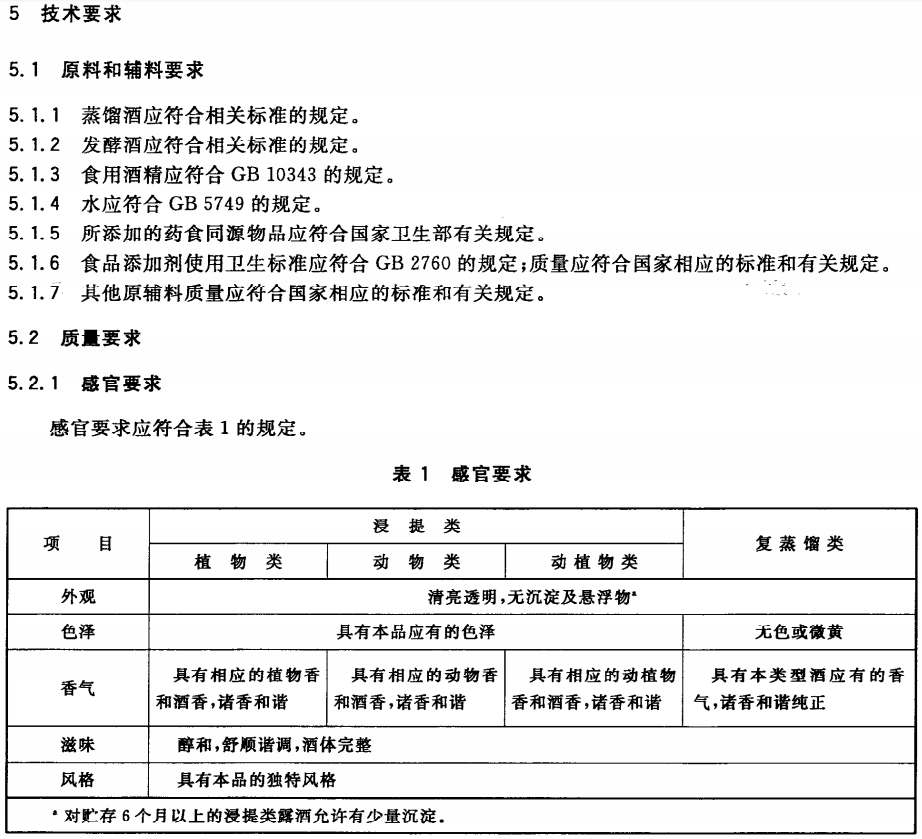 5 技术要求
5.1 原料和辅料要求
5.1.1 蒸馏酒应符合相关标准的规定。
5.1.2 发酵酒应符合相关标准的规定。
5.1.3 食用酒精应符合 GB 10343 的规定。
5.1.4 水应符合 GB 5749 的规定。
5.1.5 所添加的药食同源物品应符合国家卫生部有关规定。
5.1.6 食品添加剂使用卫生标准应符合 GB 2760 的规定;质量应符合国家相应的标准和有关规定。
5.1.7 其他原辅料质量应符合国家相应的标准和有关规定。
5.2 质量要求
5.2.1 感官要求
感官要求应符合表 1 的规定。
表 1 感官要求
项 目 浸 提 类 复蒸馏类
植 物 类 动 物 类 动植物类
外观 清亮透明,无沉淀及悬浮物ª
色泽 具有本品应有的色泽 无色或微黄
香气 具有相应的植物香 具有相应的动物香 具有相应的动植物 具有本类型酒应有的香
和酒香,诸香和谐 和酒香,诸香和谐 香和酒香,诸香和谐 气,诸香和谐纯正
滋味 醇和,舒顺谐调,酒体完整
风格 具有本品的独特风格
ª 对贮存 6 个月以上的浸提类露酒允许有少量沉淀。